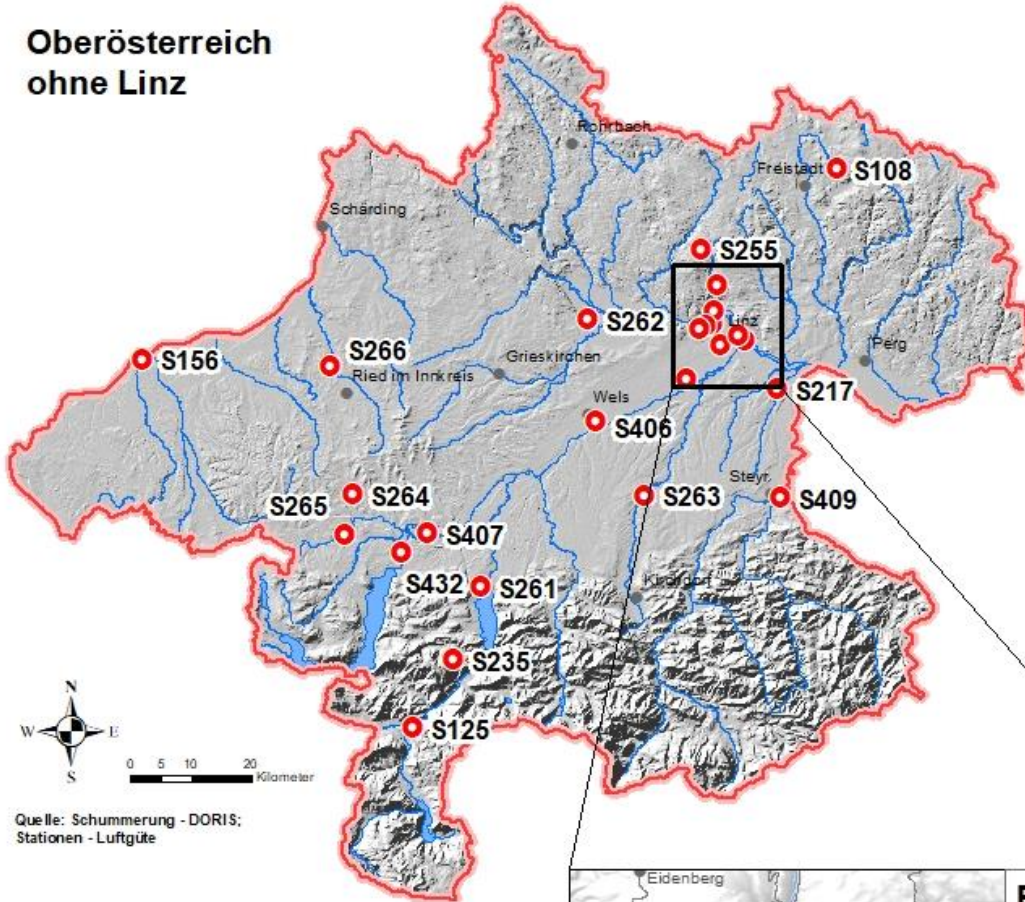 Oberösterreich
ohne Linz
Rohrbach
Freistadt
S108
Schärding
S255
S262
Linz
S156
S266
Grieskirchen
Perg
Ried im Innkreis
S217
Wels
S406
Steyr
S265
S264
S263
S409
S407
S432
S261
Kirchdorf
S235
S125
N
W
E
S
0 5 10 20
Kilometer
Quelle: Schummerung - DORIS;
Stationen - Luftgüte
Eidenberg